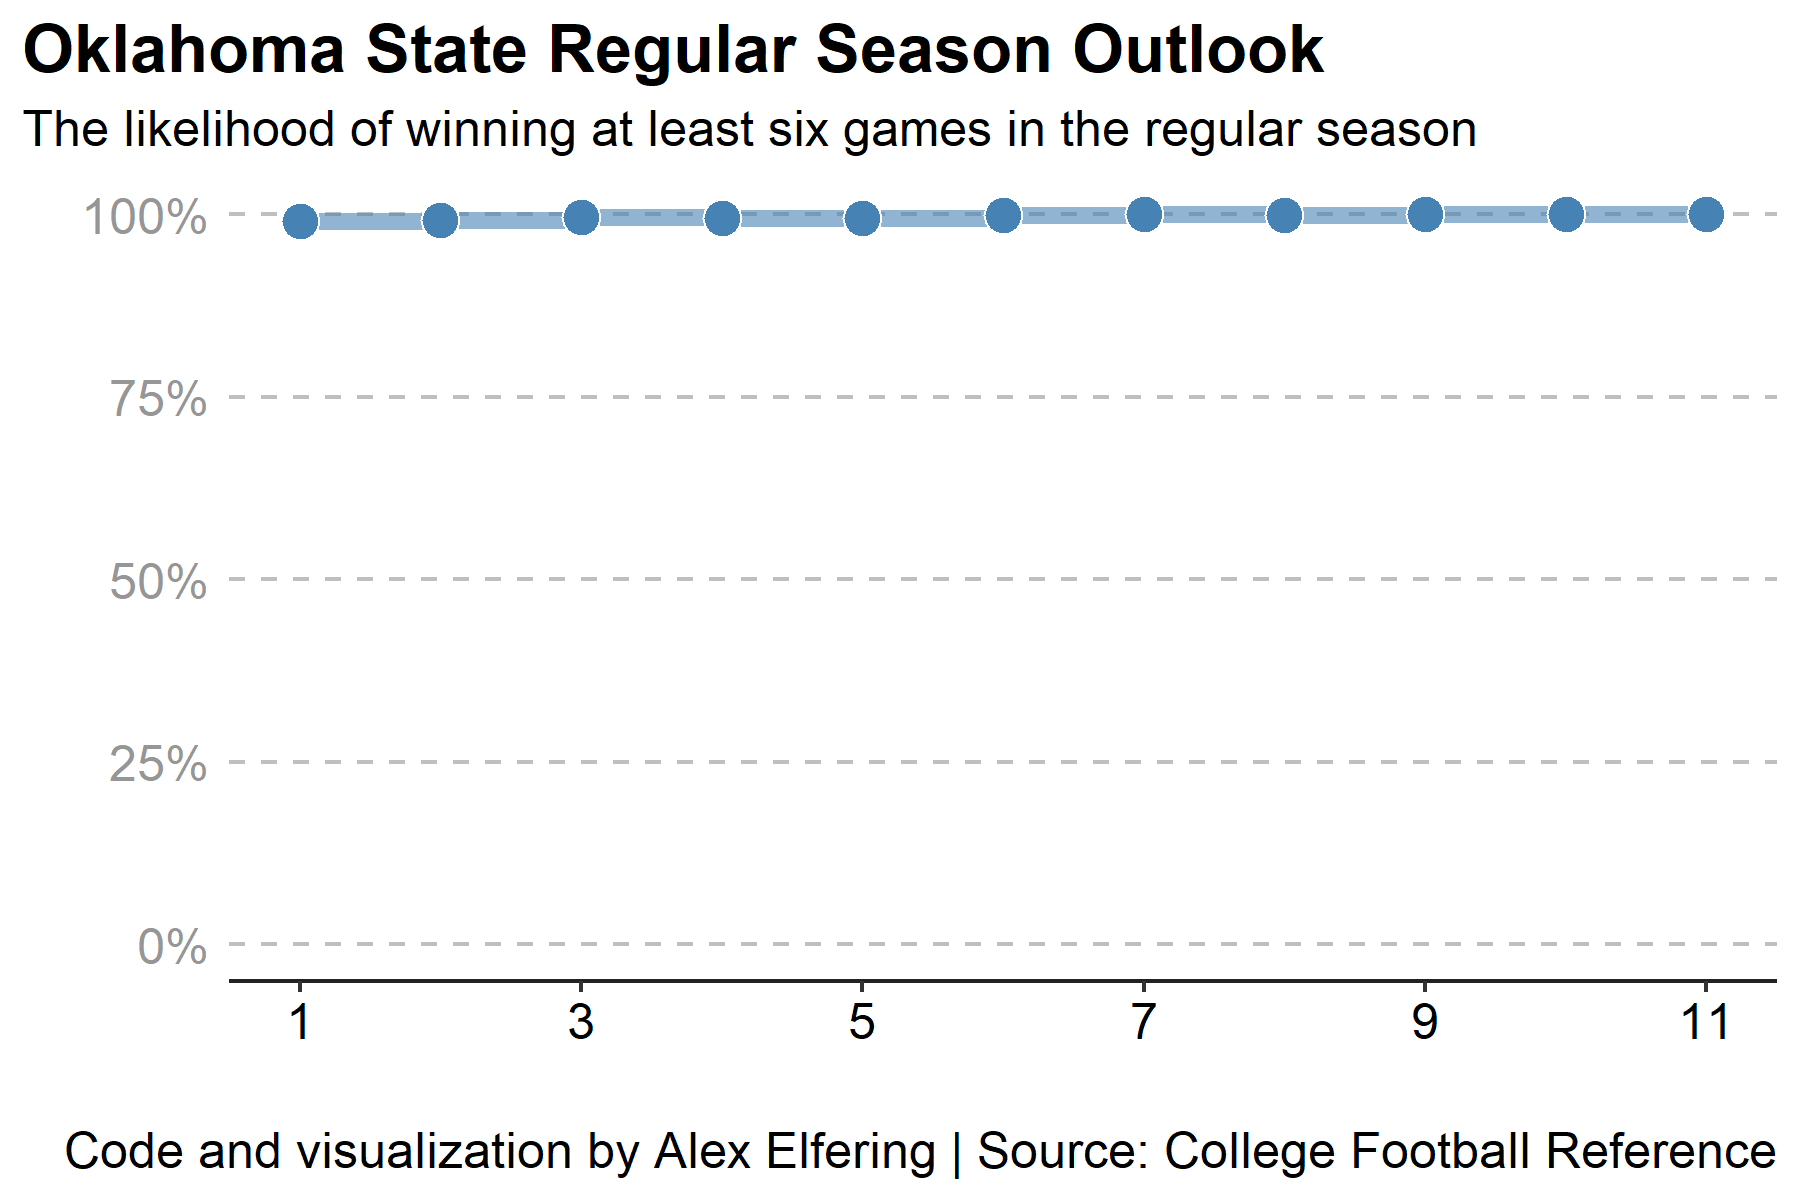 Oklahoma State Regular Season Outlook
The likelihood of winning at least six games in the regular season
100%
75%
50%
25%
0%
1 3 5 7 9 11
Code and visualization by Alex Elfering | Source: College Football Reference